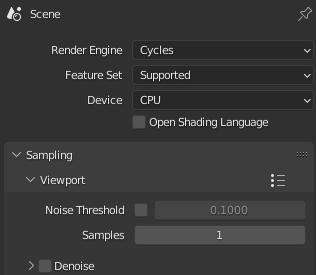 Scene
Render Engine Cycles
Feature Set Supported
Device CPU
Open Shading Language
Sampling
Viewport
Noise Threshold 0.1000
Samples 1
Denoise